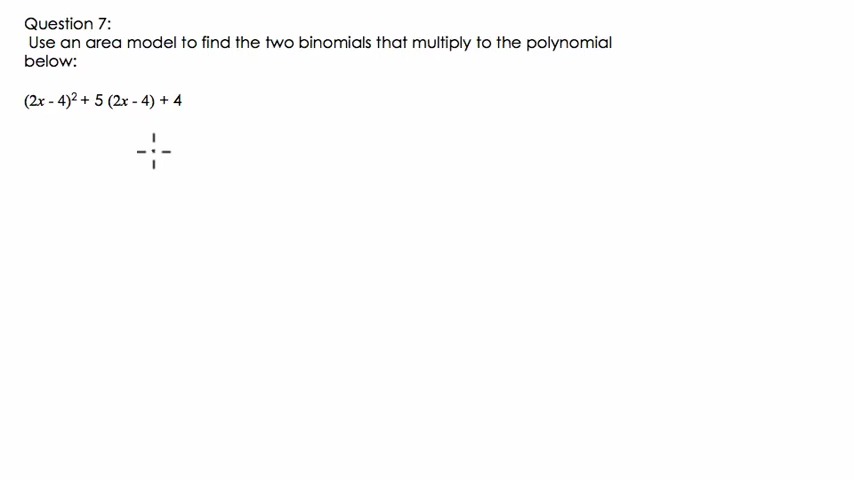 Question 7:
Use an area model to find the two binomials that multiply to the polynomial
below:
(2x - 4)² + 5 (2x - 4) + 4